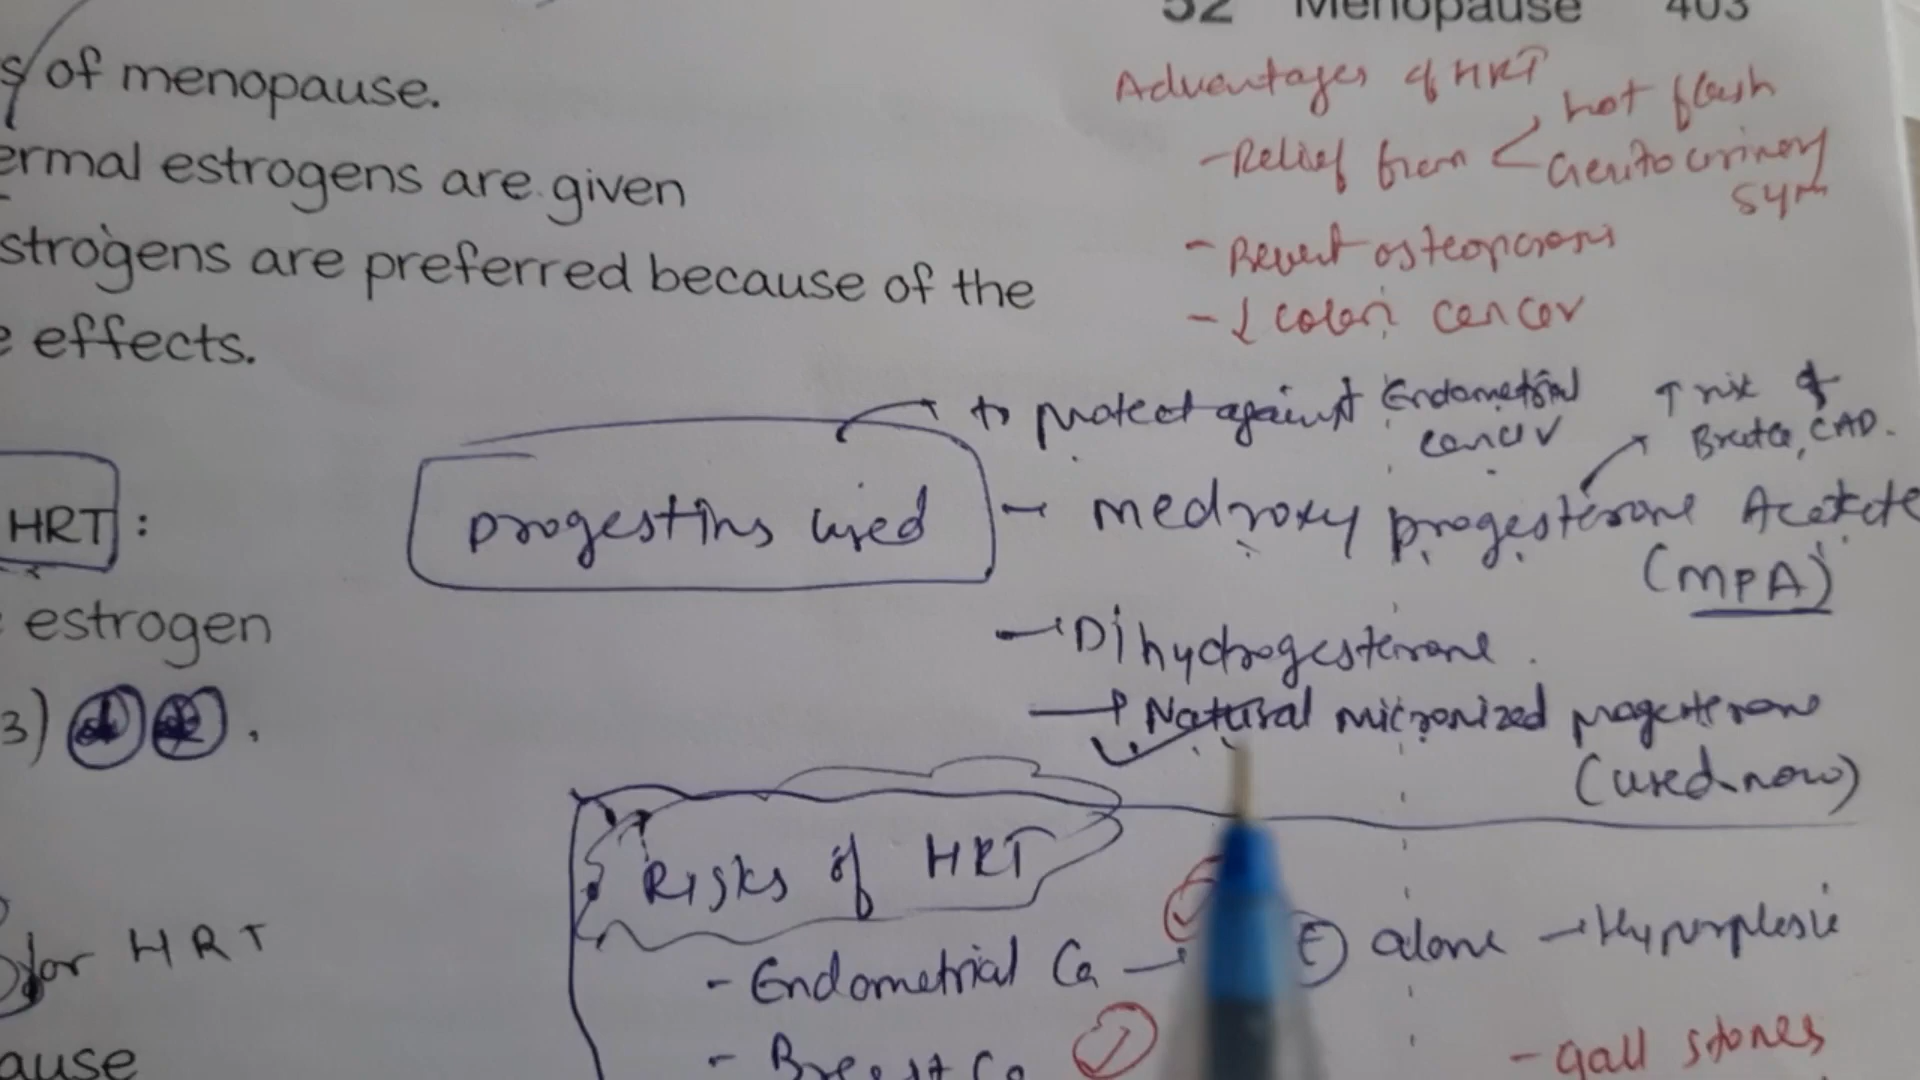 52 Menopause 403
s of menopause.
ermal estrogens are given
strogens are preferred because of the
e effects.
Advantages of HRT
- Relief from < hot flash
Genitourinary
sym
- Revert osteoporosis
- ↓ colon cancer
to protect against Endometrial
cancer
↑ risk of
CAD.
HRT :
progestins used
- medroxy progesterone Acetate
(MPA)
estrogen
- Dihydrogesterone
3)
→ Natural micronized progesterone
(used now)
Risks of HRT
for HRT
- Endometrial Ca → E alone → Hyperplasia
- Breast Ca
- gall stones
ause